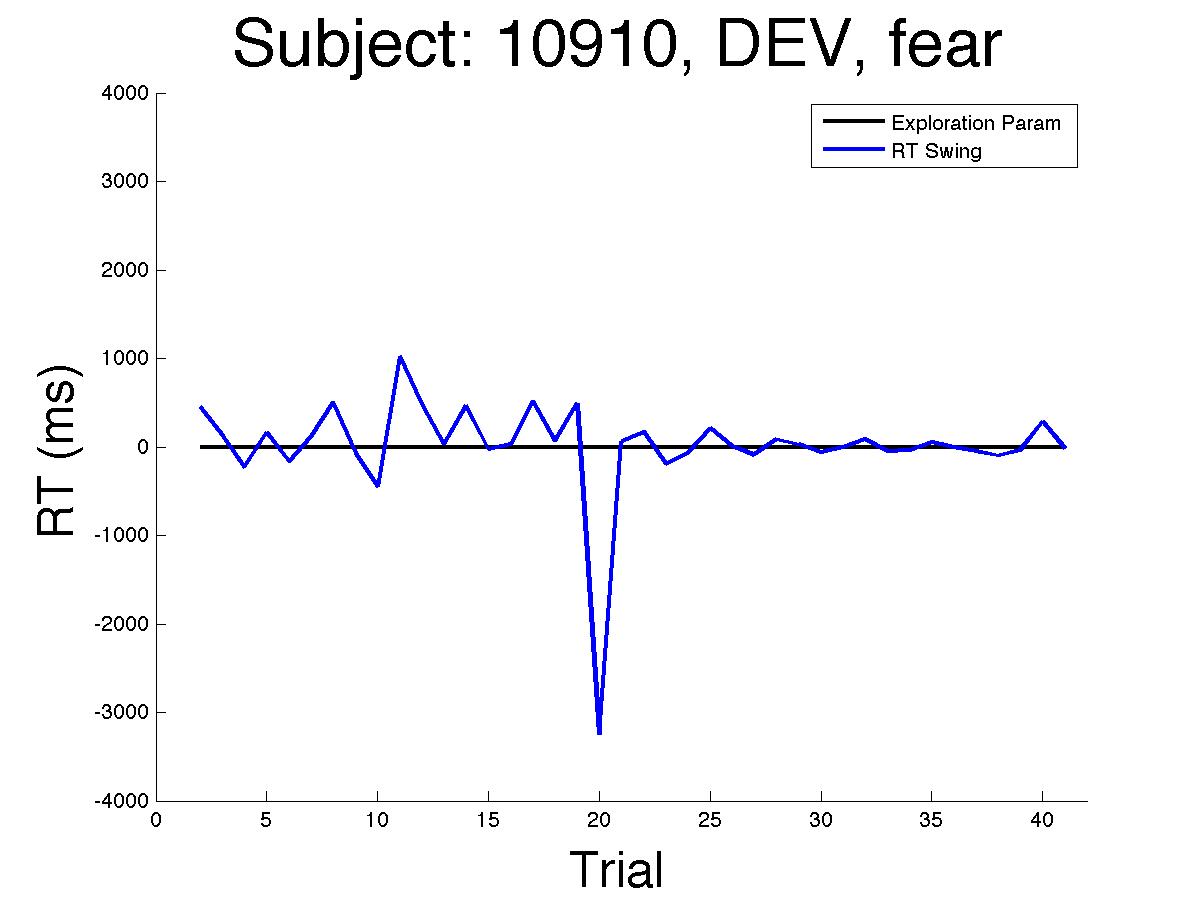 Subject: 10910, DEV, fear
4000
3000
2000
1000
0
-1000
-2000
-3000
-4000
RT (ms)
Exploration Param
RT Swing
0 5 10 15 20 25 30 35 40
Trial